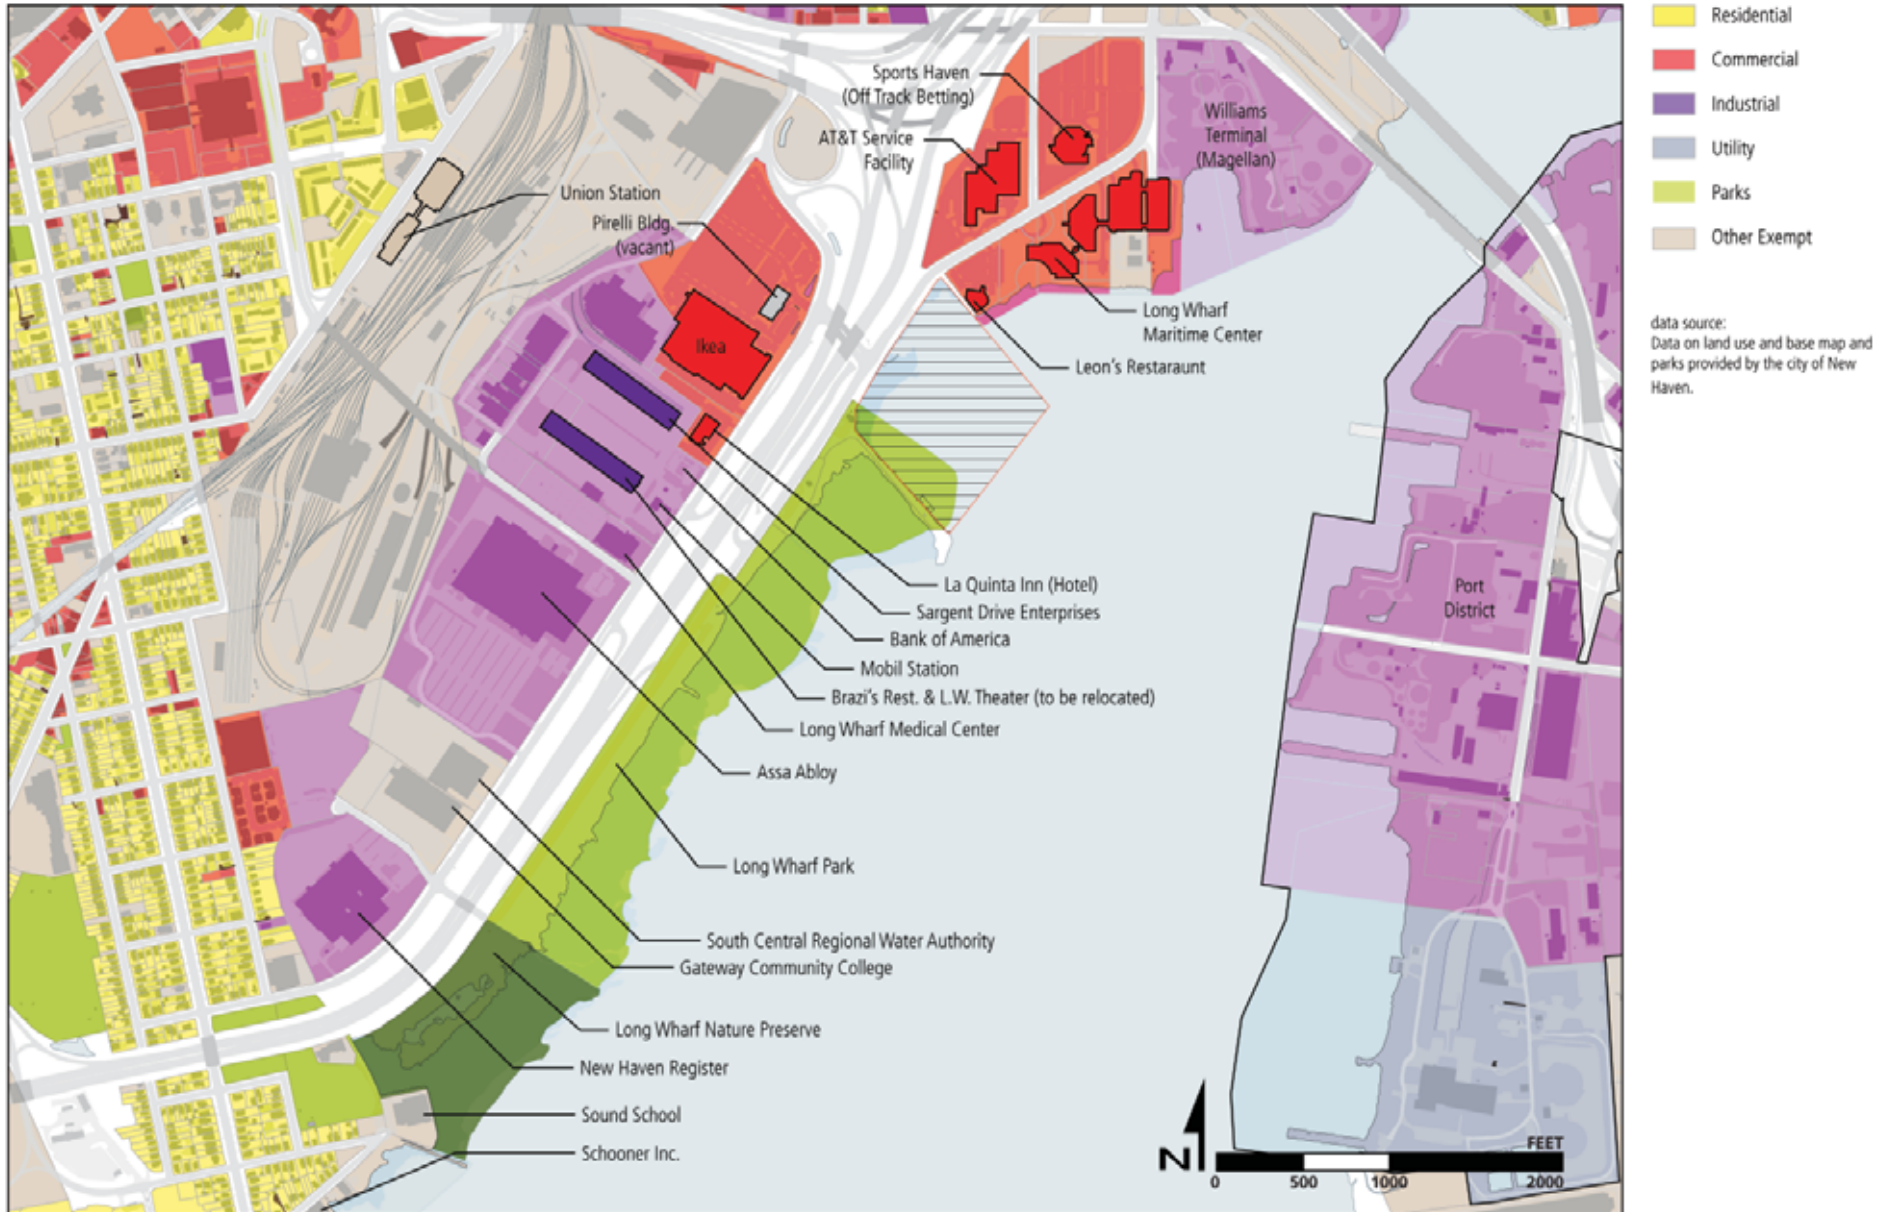 Residential
Commercial
Industrial
Utility
Parks
Other Exempt
data source:
Data on land use and base map and
parks provided by the city of New
Haven.
Sports Haven
(Off Track Betting)
AT&T Service
Facility
Williams
Terminal
(Magellan)
Union Station
Pirelli Bldg.
(vacant)
Ikea
Long Wharf
Maritime Center
Leon's Restaraunt
La Quinta Inn (Hotel)
Sargent Drive Enterprises
Bank of America
Mobil Station
Brazi's Rest. & L.W. Theater (to be relocated)
Long Wharf Medical Center
Assa Abloy
Port
District
Long Wharf Park
South Central Regional Water Authority
Gateway Community College
Long Wharf Nature Preserve
New Haven Register
Sound School
Schooner Inc.
N
FEET
0 500 1000 2000